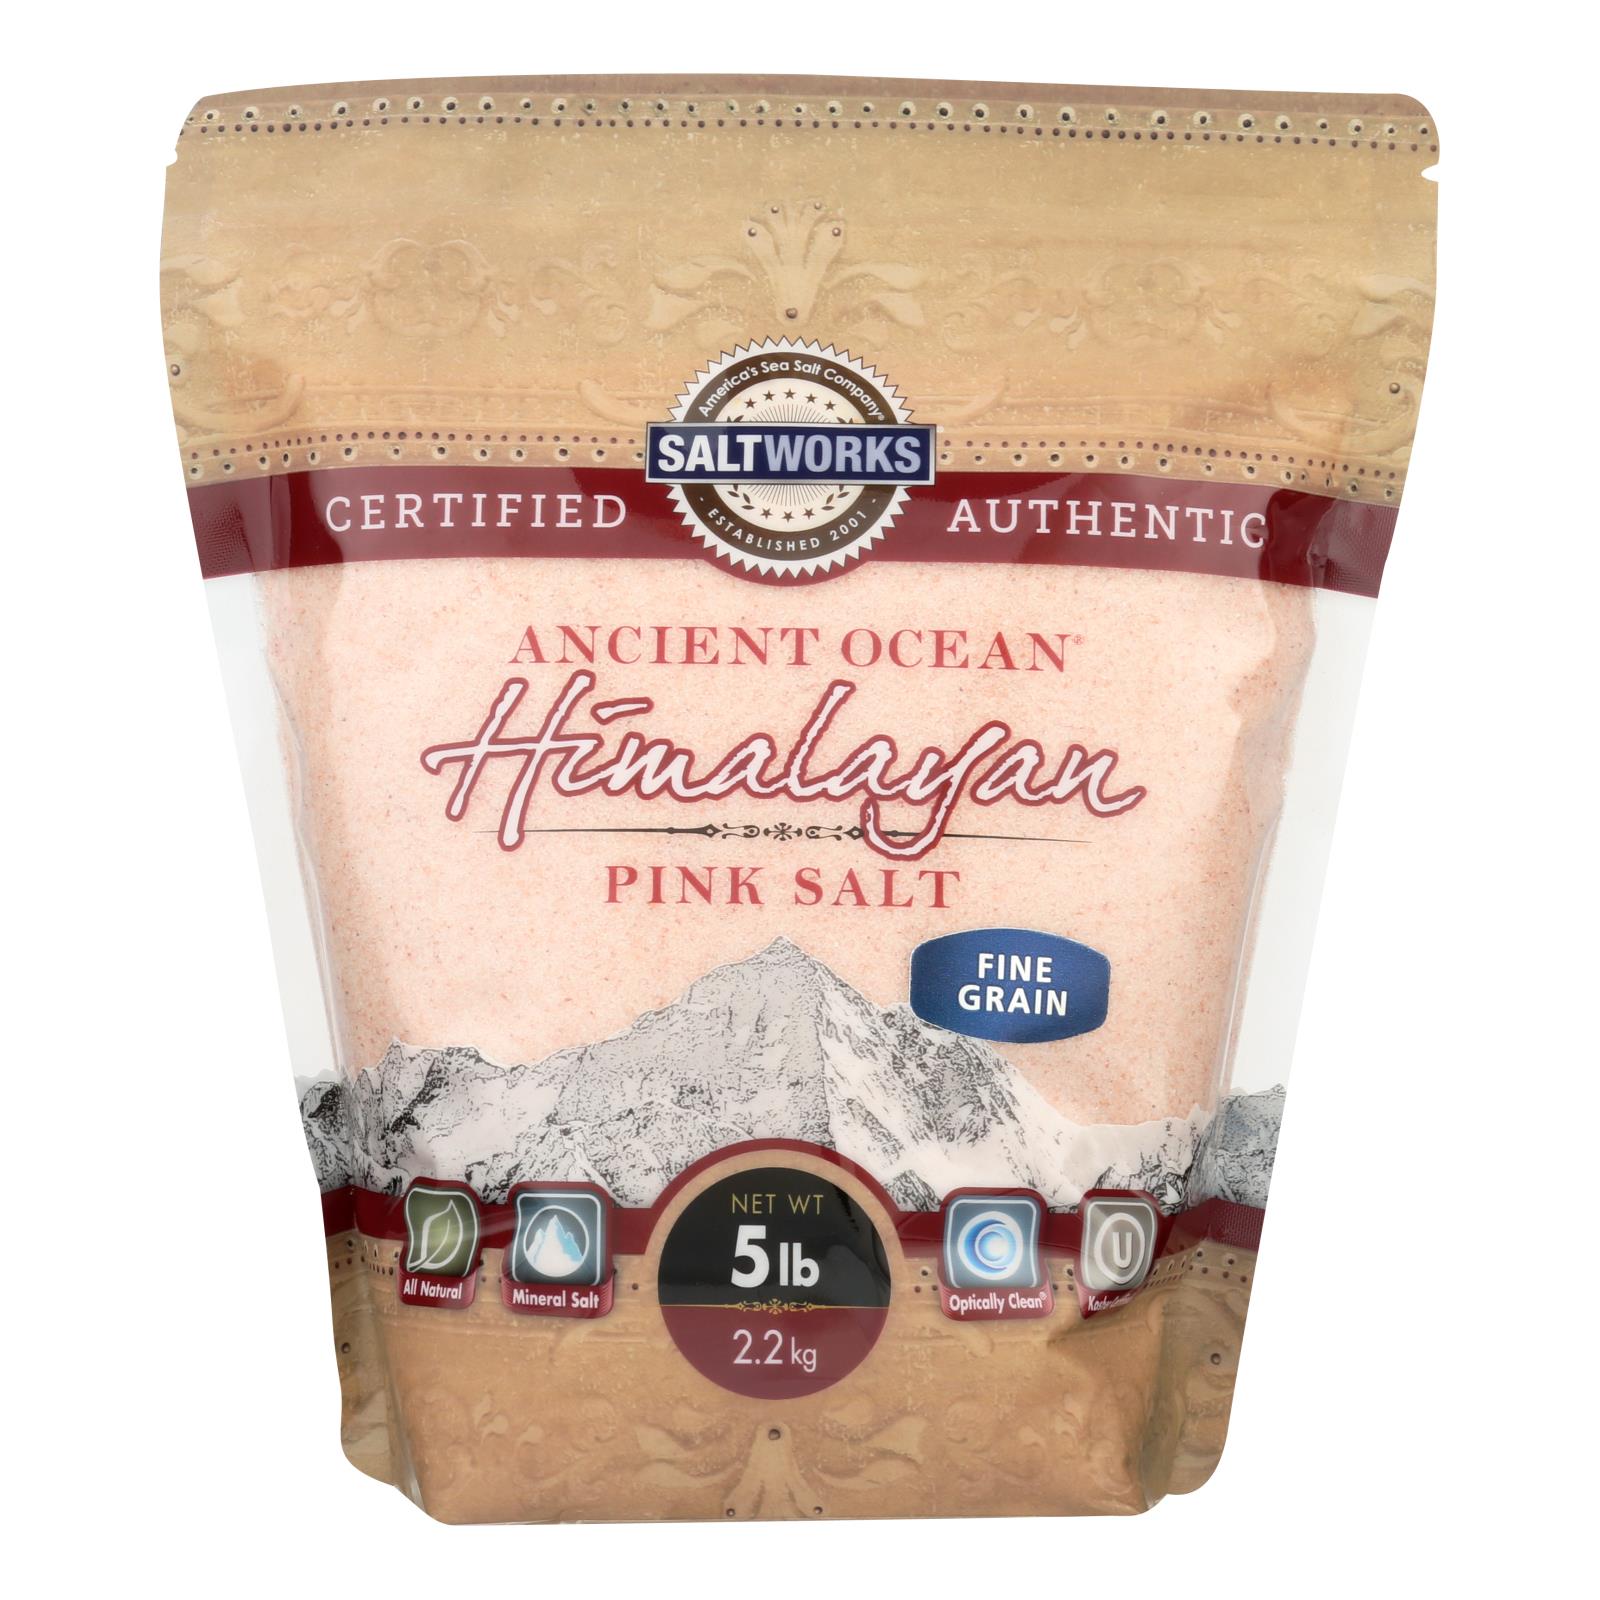 America's Sea Salt Company®
SALTWORKS
ESTABLISHED 2001
CERTIFIED
AUTHENTIC
ANCIENT OCEAN®
Himalayan
PINK SALT
FINE
GRAIN
NET WT
5 lb
2.2 kg
All Natural
Mineral Salt
Optically Clean®
U